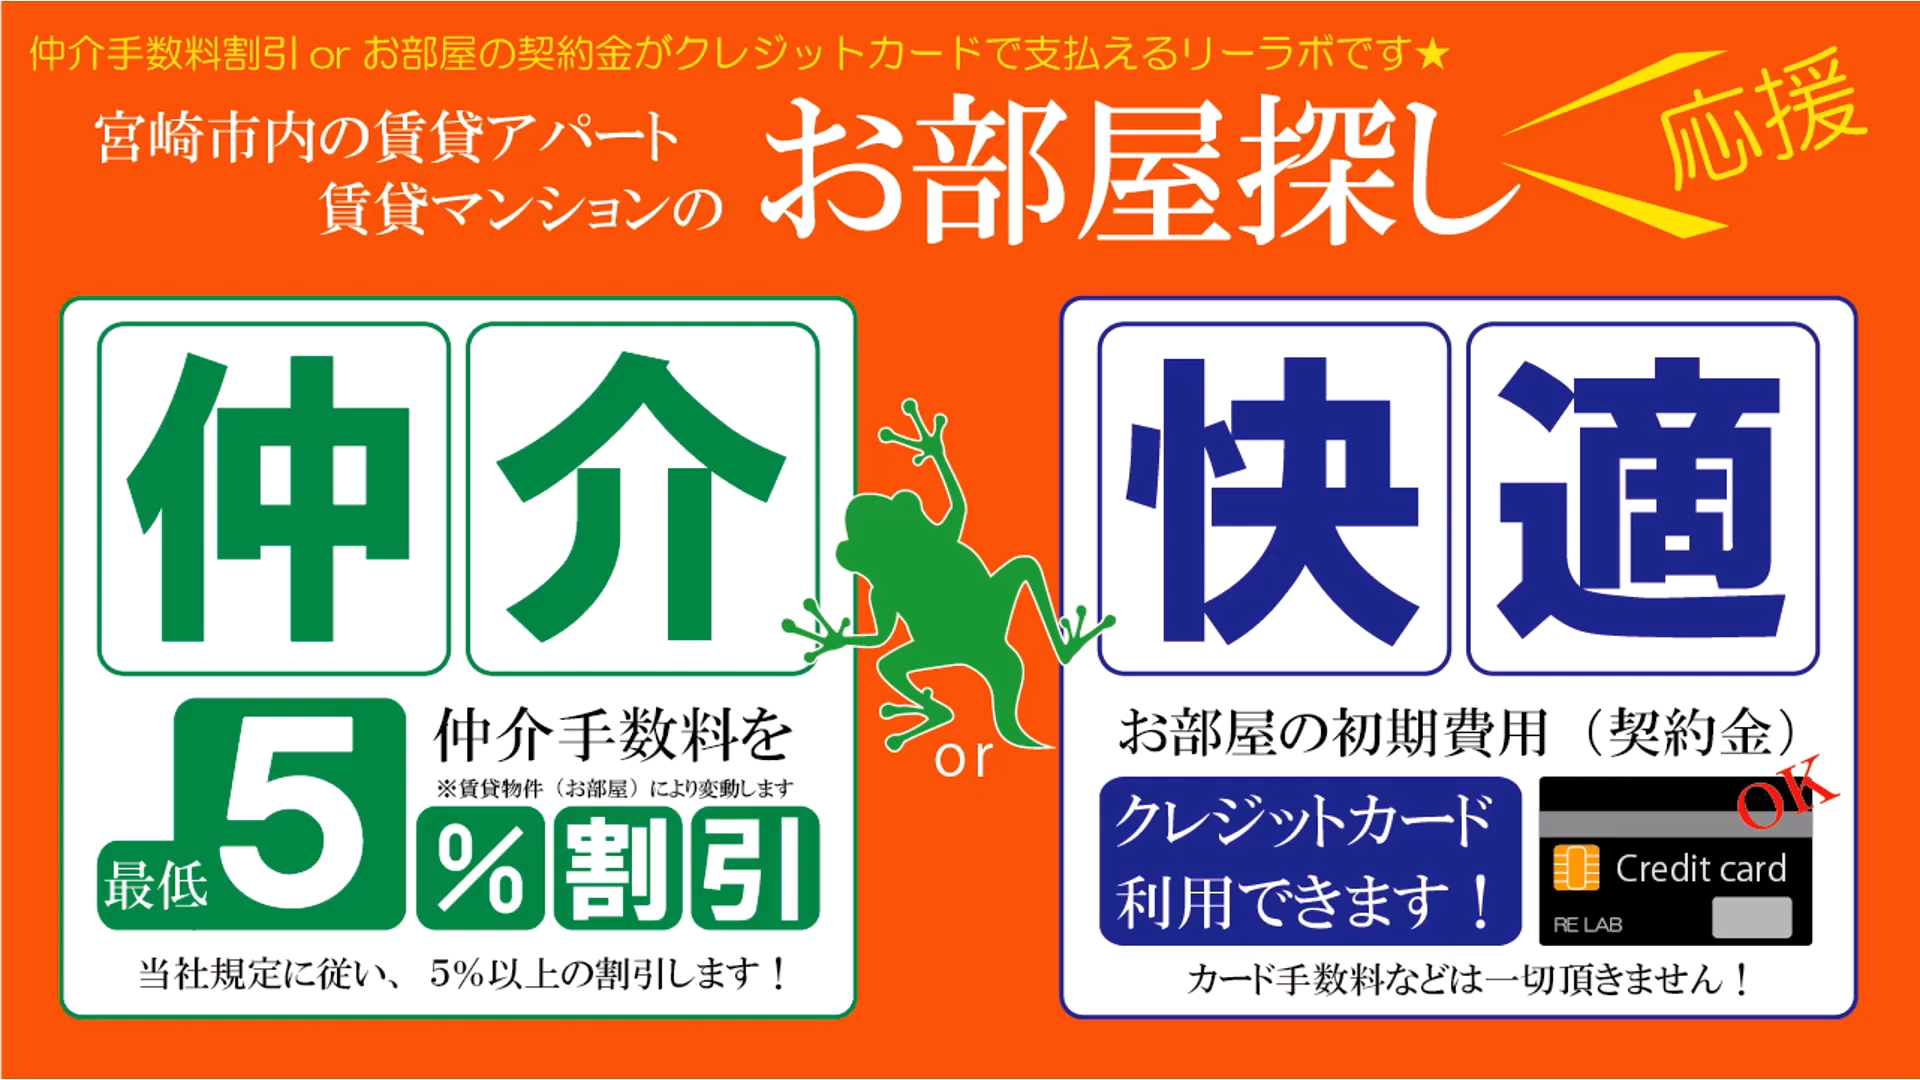 仲介手数料割引 or お部屋の契約金がクレジットカードで支払えるリーラボです★
宮崎市内の賃貸アパート
賃貸マンションの
お部屋探し
応援
仲介
仲介手数料を
※賃貸物件（お部屋）により変動します
最低5%割引
当社規定に従い、5%以上の割引します！
or
快適
お部屋の初期費用（契約金）
クレジットカード
利用できます！
OK
Credit card
RE LAB
カード手数料などは一切頂きません！